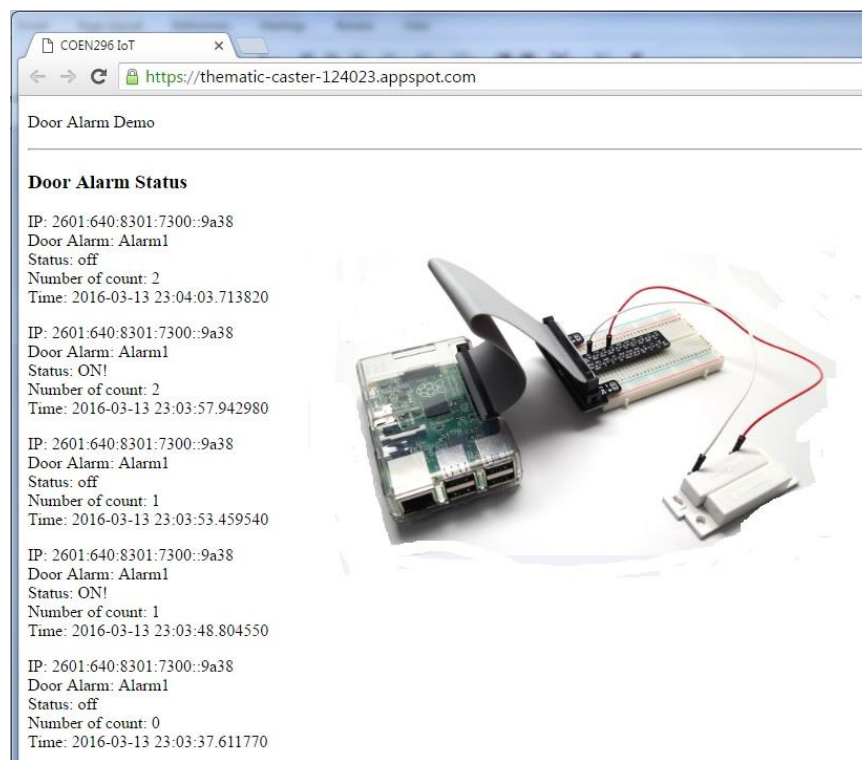 COEN296 IoT
https://thematic-caster-124023.appspot.com
Door Alarm Demo
Door Alarm Status
IP: 2601:640:8301:7300::9a38
Door Alarm: Alarm1
Status: off
Number of count: 2
Time: 2016-03-13 23:04:03.713820
IP: 2601:640:8301:7300::9a38
Door Alarm: Alarm1
Status: ON!
Number of count: 2
Time: 2016-03-13 23:03:57.942980
IP: 2601:640:8301:7300::9a38
Door Alarm: Alarm1
Status: off
Number of count: 1
Time: 2016-03-13 23:03:53.459540
IP: 2601:640:8301:7300::9a38
Door Alarm: Alarm1
Status: ON!
Number of count: 1
Time: 2016-03-13 23:03:48.804550
IP: 2601:640:8301:7300::9a38
Door Alarm: Alarm1
Status: off
Number of count: 0
Time: 2016-03-13 23:03:37.611770